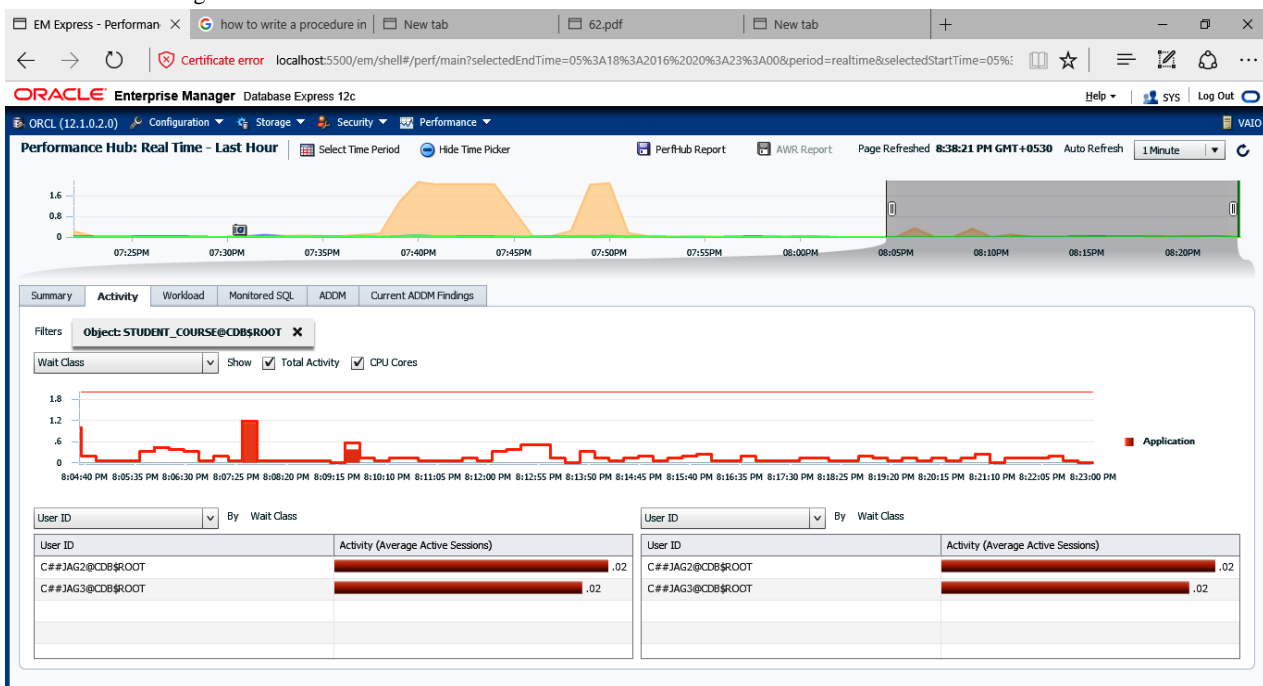 EM Express - Performan how to write a procedure in New tab 62.pdf New tab
Certificate error localhost:5500/em/shell#/perf/main?selectedEndTime=05%3A18%3A2016%2020%3A23%3A00&period=realtime&selectedStartTime=05%:
ORACLE Enterprise Manager Database Express 12c Help SYS Log Out
ORCL (12.1.0.2.0) Configuration Storage Security Performance VAIO
Performance Hub: Real Time - Last Hour Select Time Period Hide Time Picker PerfHub Report AWR Report Page Refreshed 8:38:21 PM GMT+0530 Auto Refresh 1 Minute
1.6
0.8
0
07:25PM 07:30PM 07:35PM 07:40PM 07:45PM 07:50PM 07:55PM 08:00PM 08:05PM 08:10PM 08:15PM 08:20PM
Summary Activity Workload Monitored SQL ADDM Current ADDM Findings
Filters Object: STUDENT_COURSE@CDB$ROOT X
Wait Class Show Total Activity CPU Cores
1.8
1.2
.6
0
Application
8:04:40 PM 8:05:35 PM 8:06:30 PM 8:07:25 PM 8:08:20 PM 8:09:15 PM 8:10:10 PM 8:11:05 PM 8:12:00 PM 8:12:55 PM 8:13:50 PM 8:14:45 PM 8:15:40 PM 8:16:35 PM 8:17:30 PM 8:18:25 PM 8:19:20 PM 8:20:15 PM 8:21:10 PM 8:22:05 PM 8:23:00 PM
User ID By Wait Class User ID By Wait Class
User ID Activity (Average Active Sessions) User ID Activity (Average Active Sessions)
C##JAG2@CDB$ROOT .02 C##JAG2@CDB$ROOT .02
C##JAG3@CDB$ROOT .02 C##JAG3@CDB$ROOT .02